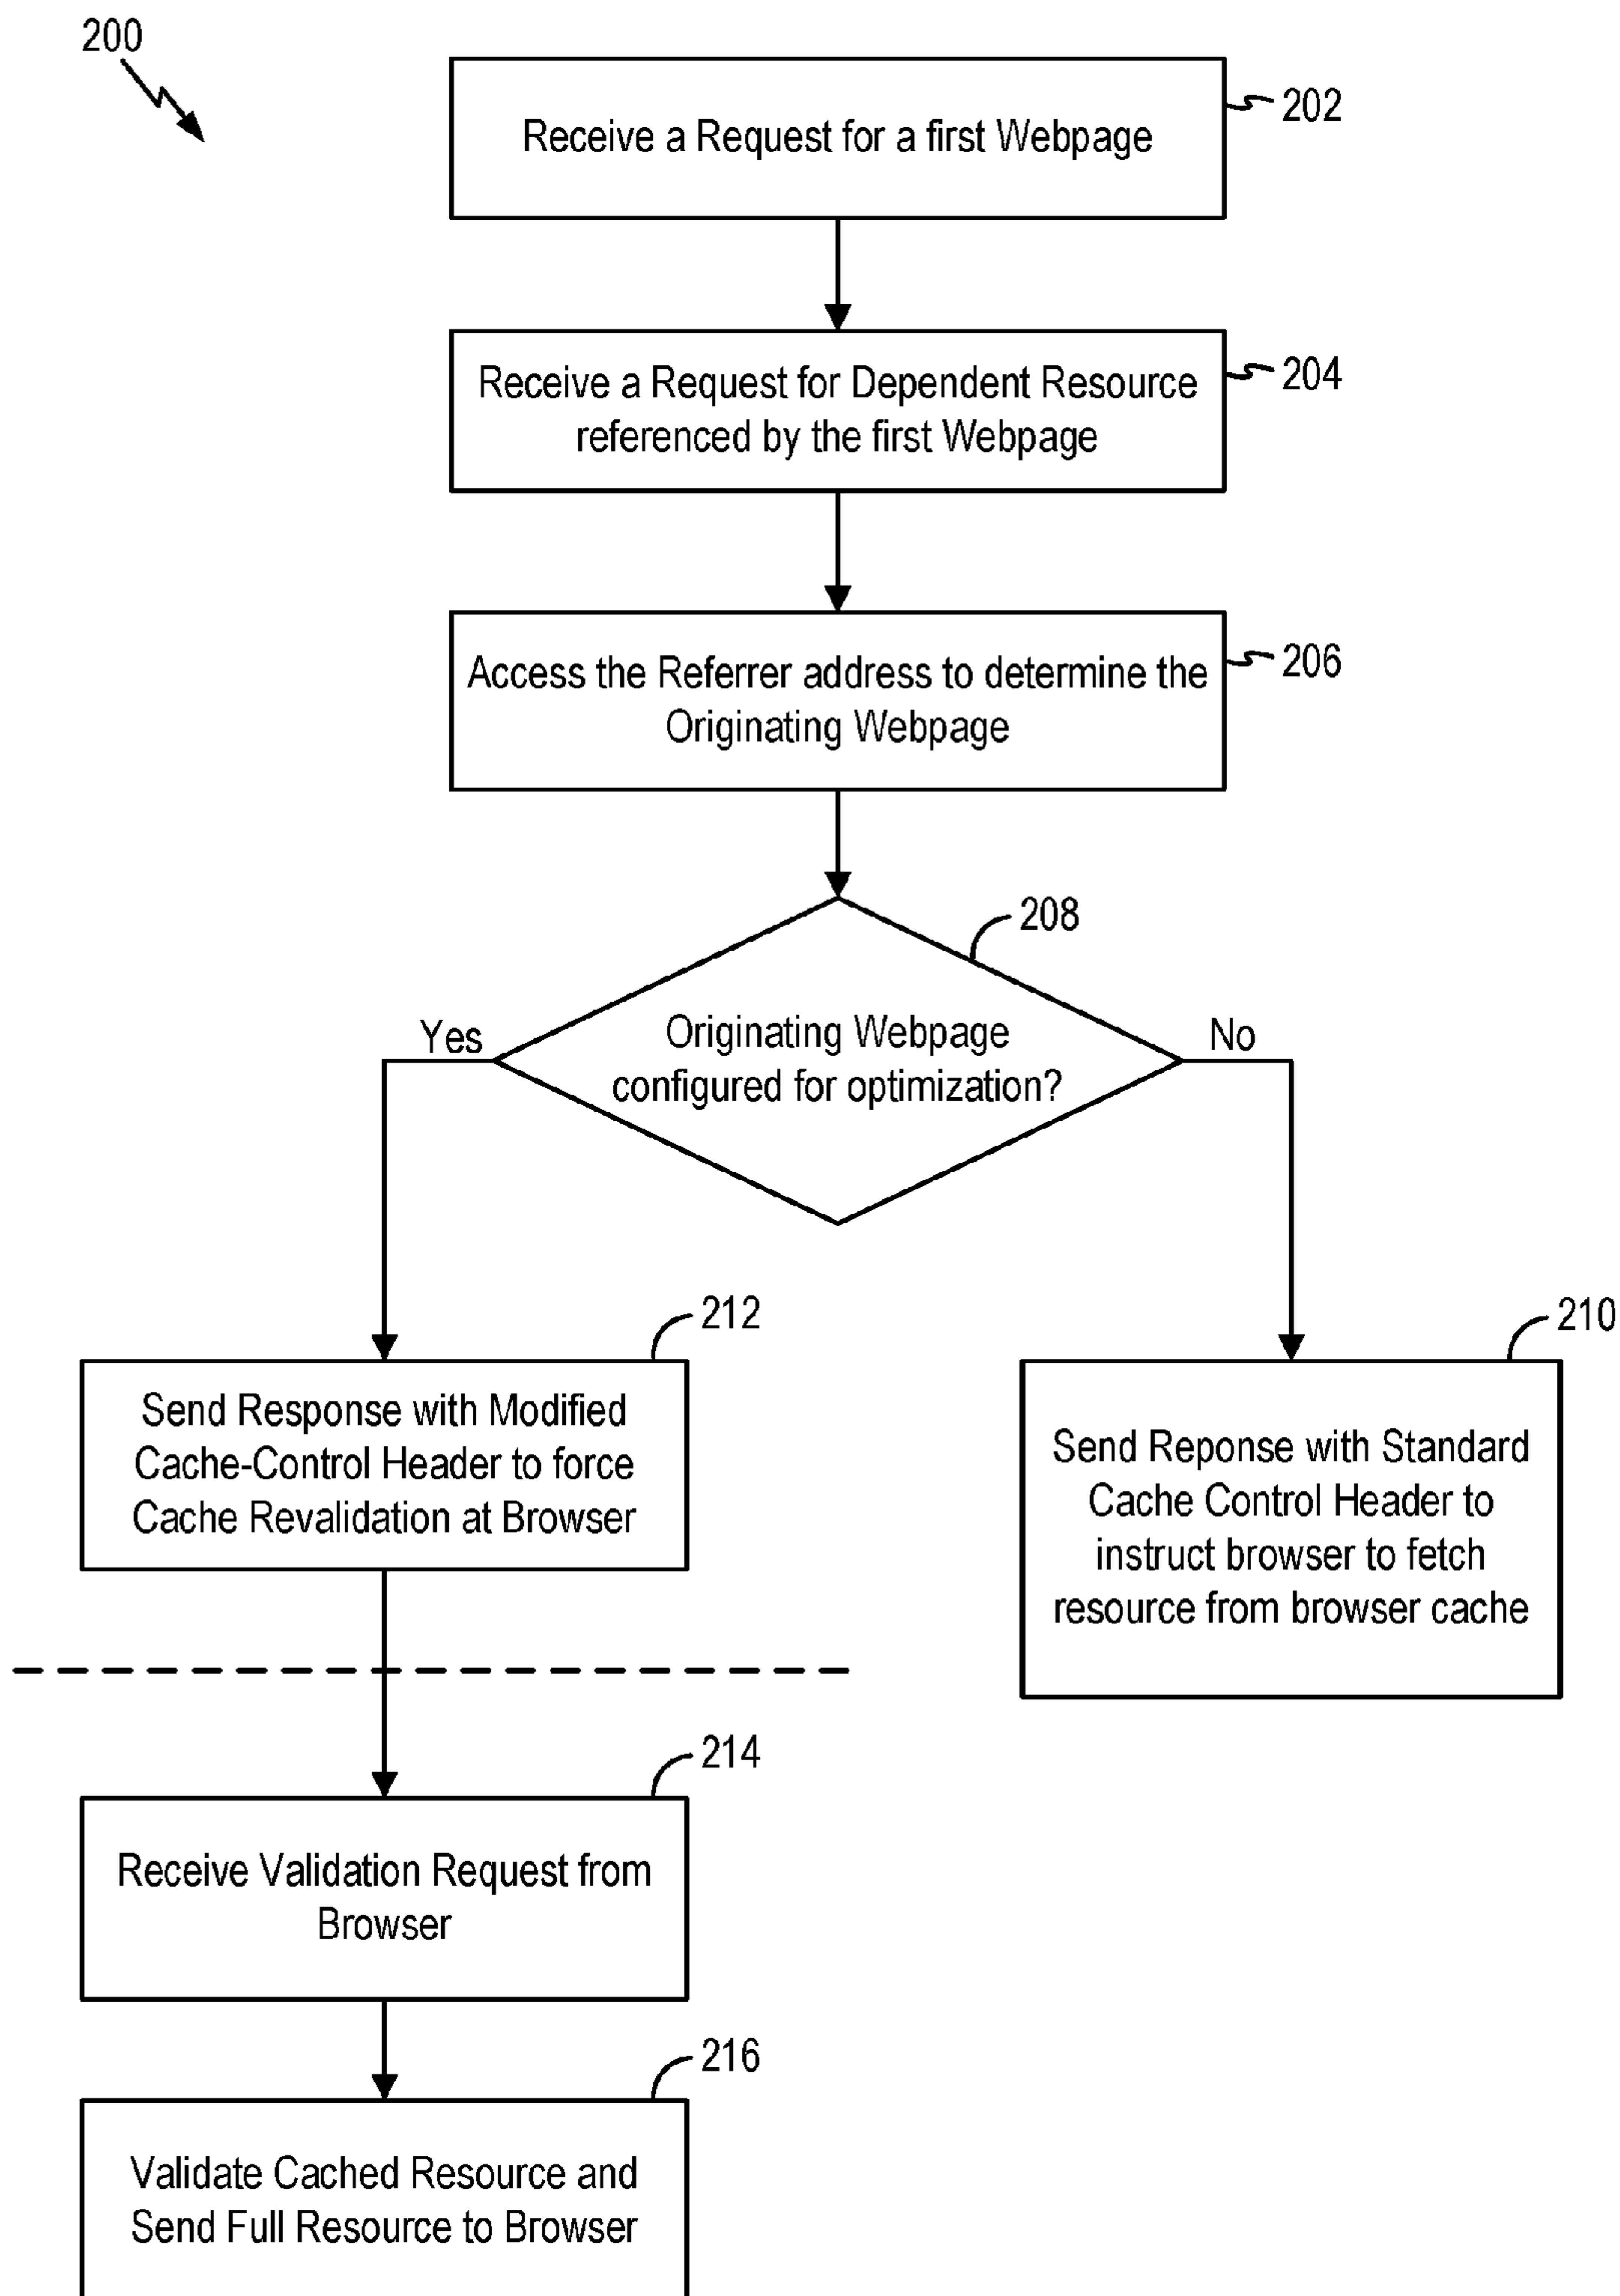 200
Receive a Request for a first Webpage
202
Receive a Request for Dependent Resource
referenced by the first Webpage
204
Access the Referrer address to determine the
Originating Webpage
206
208
Originating Webpage
configured for optimization?
Yes
No
212
Send Response with Modified
Cache-Control Header to force
Cache Revalidation at Browser
210
Send Reponse with Standard
Cache Control Header to
instruct browser to fetch
resource from browser cache
214
Receive Validation Request from
Browser
216
Validate Cached Resource and
Send Full Resource to Browser